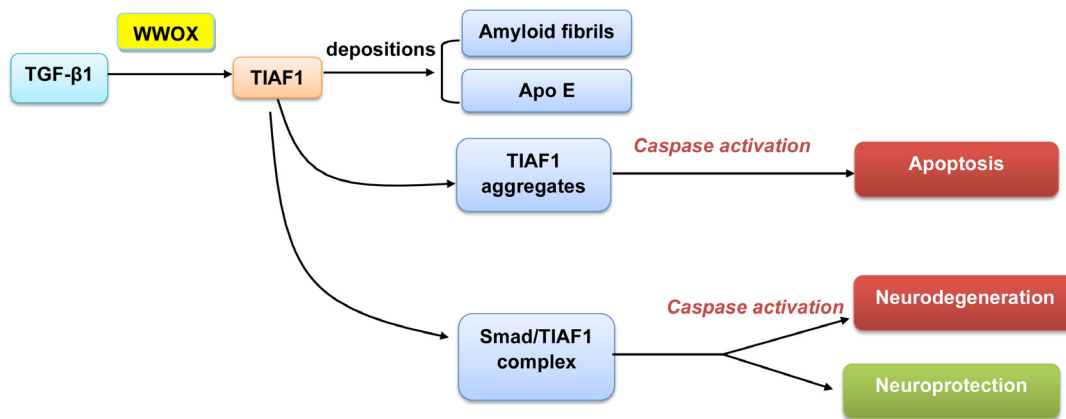 WWOX
TGF-β1
TIAF1
depositions
Amyloid fibrils
Apo E
TIAF1
aggregates
Caspase activation
Apoptosis
Smad/TIAF1
complex
Caspase activation
Neurodegeneration
Neuroprotection